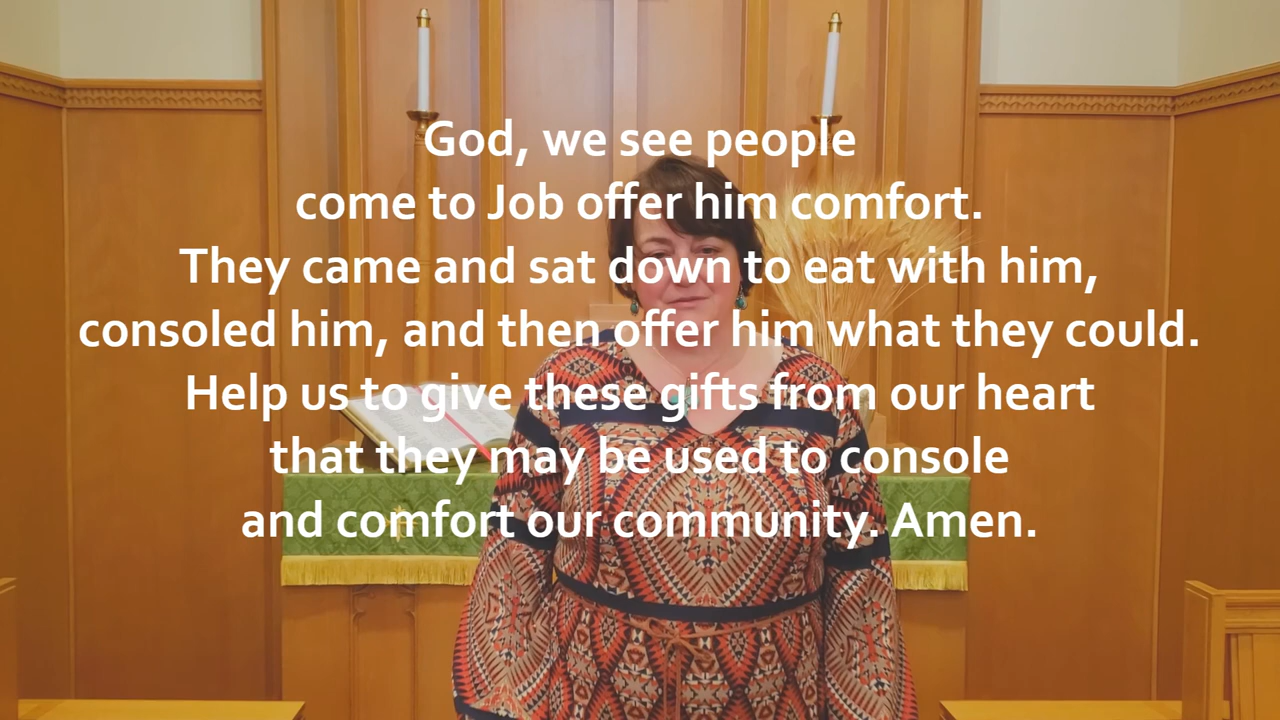 God, we see people
come to Job offer him comfort.
They came and sat down to eat with him,
consoled him, and then offer him what they could.
Help us to give these gifts from our heart
that they may be used to console
and comfort our community. Amen.